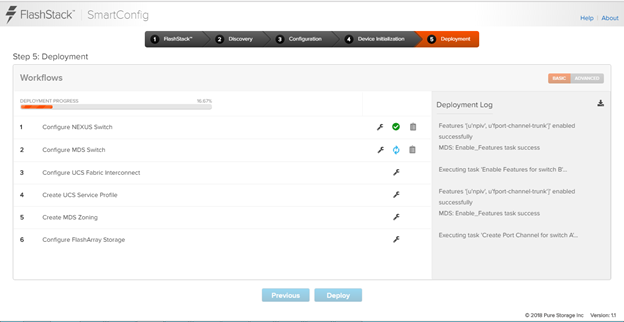 FlashStack™ SmartConfig
Help About
1 FlashStack™ 2 Discovery 3 Configuration 4 Device Initialization 5 Deployment
Step 5: Deployment
Workflows
BASIC ADVANCED
DEPLOYMENT PROGRESS 16.67%
1 Configure NEXUS Switch
2 Configure MDS Switch
3 Configure UCS Fabric Interconnect
4 Create UCS Service Profile
5 Create MDS Zoning
6 Configure FlashArray Storage
Deployment Log
Features '[u'npiv', u'fport-channel-trunk']' enabled
successfully
MDS: Enable_Features task success
Executing task 'Enable Features for switch B'...
Features '[u'npiv', u'fport-channel-trunk']' enabled
successfully
MDS: Enable_Features task success
Executing task 'Create Port Channel for switch A'...
Previous Deploy
© 2018 Pure Storage Inc Version: 1.1